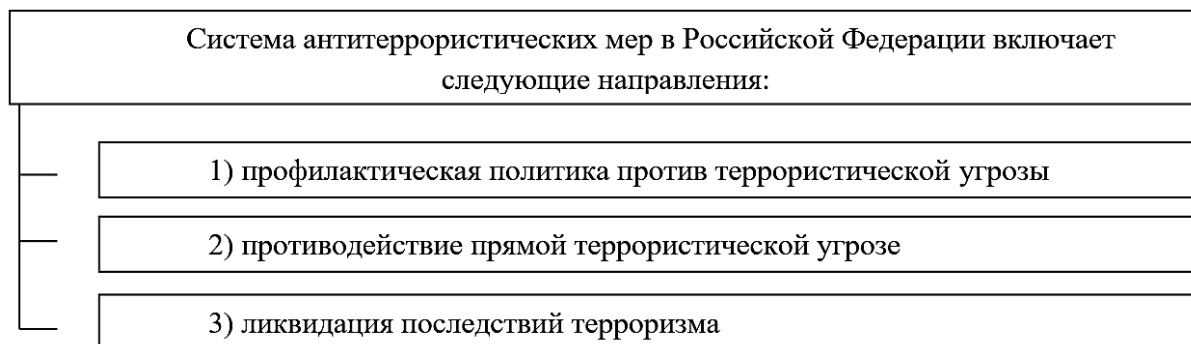 Система антитеррористических мер в Российской Федерации включает
следующие направления:
1) профилактическая политика против террористической угрозы
2) противодействие прямой террористической угрозе
3) ликвидация последствий терроризма